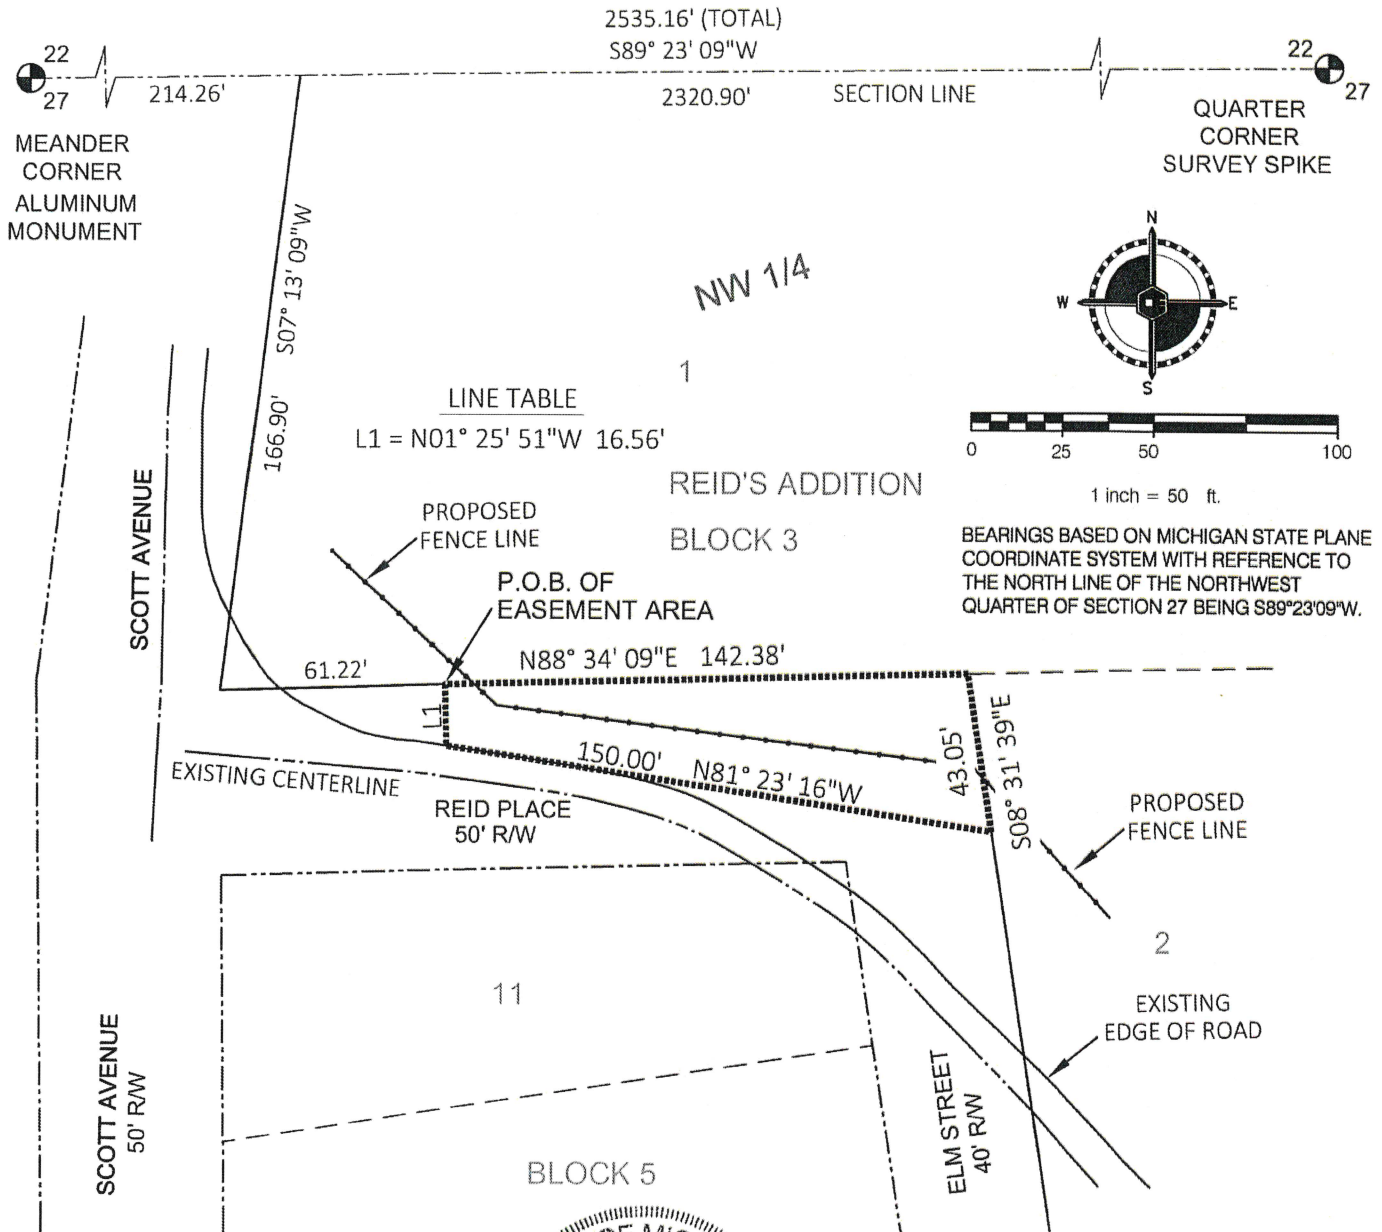 2535.16' (TOTAL)
S89° 23' 09"W
22
27
214.26'
2320.90'
SECTION LINE
22
27
MEANDER
CORNER
ALUMINUM
MONUMENT
QUARTER
CORNER
SURVEY SPIKE
S07° 13' 09"W
166.90'
NW 1/4
N
W
E
S
1
LINE TABLE
L1 = N01° 25' 51"W 16.56'
0 25 50 100
1 inch = 50 ft.
REID'S ADDITION
BLOCK 3
BEARINGS BASED ON MICHIGAN STATE PLANE
COORDINATE SYSTEM WITH REFERENCE TO
THE NORTH LINE OF THE NORTHWEST
QUARTER OF SECTION 27 BEING S89°23'09"W.
SCOTT AVENUE
PROPOSED
FENCE LINE
P.O.B. OF
EASEMENT AREA
61.22'
N88° 34' 09"E 142.38'
L1
150.00'
N81° 23' 16"W
43.05'
S08° 31' 39"E
EXISTING CENTERLINE
REID PLACE
50' R/W
PROPOSED
FENCE LINE
2
11
EXISTING
EDGE OF ROAD
SCOTT AVENUE
50' R/W
ELM STREET
40' R/W
BLOCK 5